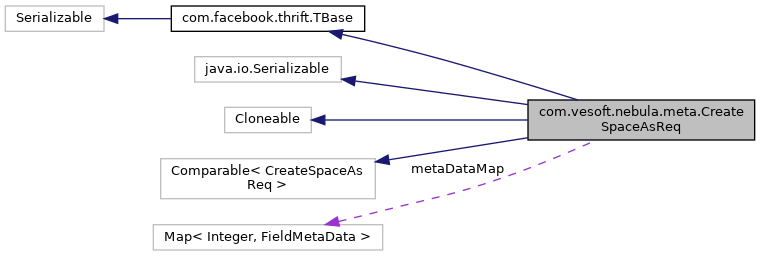 Serializable
com.facebook.thrift.TBase
java.io.Serializable
com.vesoft.nebula.meta.Create
SpaceAsReq
Cloneable
Comparable< CreateSpaceAs
Req >
metaDataMap
Map< Integer, FieldMetaData >